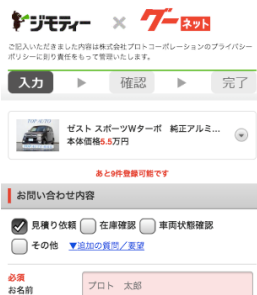 ジモティー × グーネット
ご記入いただきました内容は株式会社プロトコーポレーションのプライバシー
ポリシーに則り責任をもって管理いたします。
入力 ▶ 確認 ▶ 完了
ゼスト スポーツWターボ 純正アルミ…
本体価格5.5万円
あと9件登録可能です
お問い合わせ内容
見積り依頼 在庫確認 車両状態確認
その他 ▼追加の質問／要望
必須
お名前
プロト 太郎